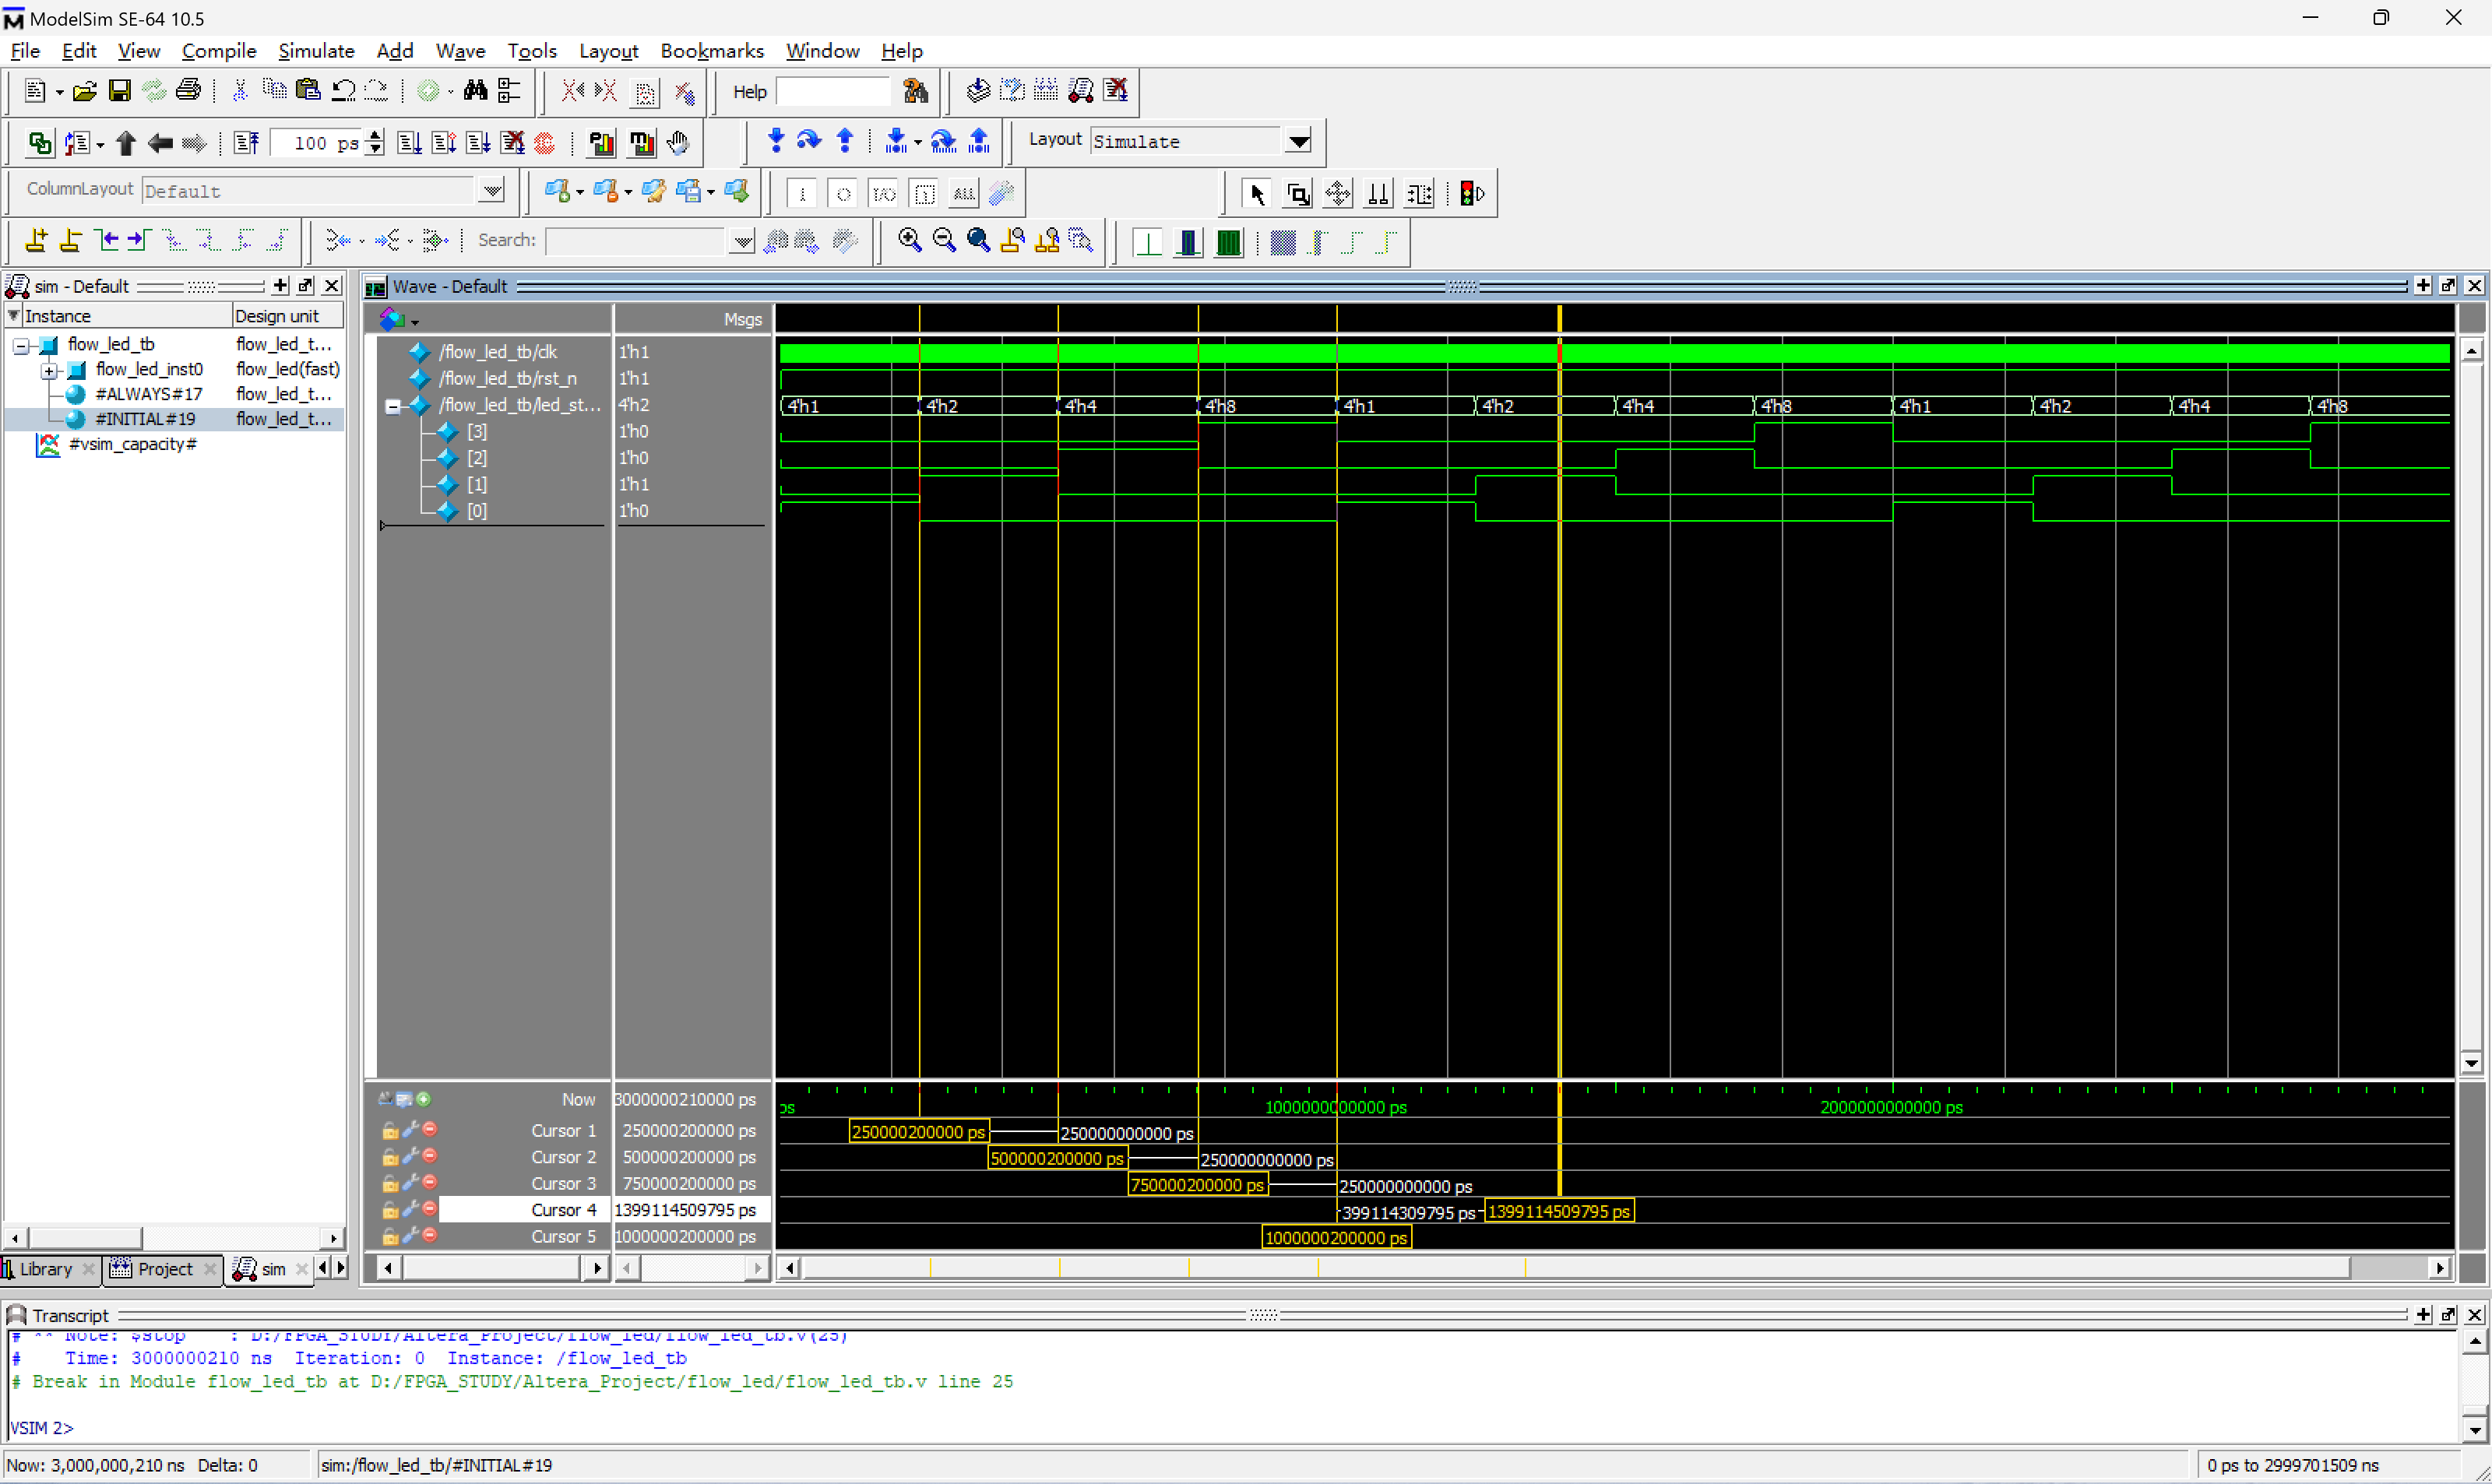 ModelSim SE-64 10.5
File Edit View Compile Simulate Add Wave Tools Layout Bookmarks Window Help
Help
100 ps
Layout Simulate
ColumnLayout Default
Search:
sim - Default
Instance Design unit
flow_led_tb flow_led_t...
flow_led_inst0 flow_led(fast)
#ALWAYS#17 flow_led_t...
#INITIAL#19 flow_led_t...
#vsim_capacity#
Library Project sim
Wave - Default
Msgs
/flow_led_tb/clk 1'h1
/flow_led_tb/rst_n 1'h1
/flow_led_tb/led_st... 4'h2 4'h1 4'h2 4'h4 4'h8 4'h1 4'h2 4'h4 4'h8 4'h1 4'h2 4'h4 4'h8
[3] 1'h0
[2] 1'h0
[1] 1'h1
[0] 1'h0
Now 3000000210000 ps ps 1000000000000 ps 2000000000000 ps
Cursor 1 250000200000 ps 250000200000 ps 250000000000 ps
Cursor 2 500000200000 ps 500000200000 ps 250000000000 ps
Cursor 3 750000200000 ps 750000200000 ps 250000000000 ps
Cursor 4 1399114509795 ps 399114309795 ps 1399114509795 ps
Cursor 5 1000000200000 ps 1000000200000 ps
Transcript
# ** Note: $stop : D:/FPGA_STUDY/Altera_Project/flow_led/flow_led_tb.v(25)
# Time: 3000000210 ns Iteration: 0 Instance: /flow_led_tb
# Break in Module flow_led_tb at D:/FPGA_STUDY/Altera_Project/flow_led/flow_led_tb.v line 25
VSIM 2>
Now: 3,000,000,210 ns Delta: 0 sim:/flow_led_tb/#INITIAL#19 0 ps to 2999701509 ns